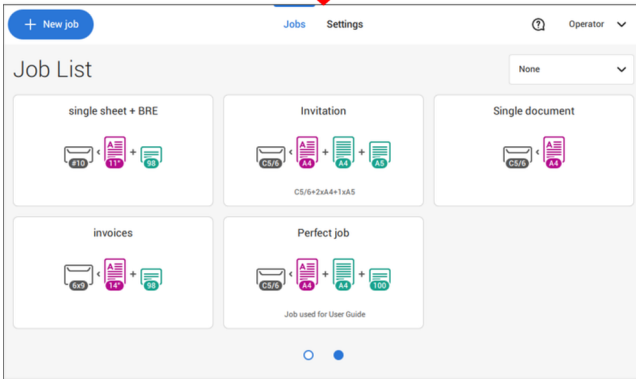 + New job
Jobs Settings
Operator
Job List
None
single sheet + BRE
#10 < A 11" + 98
Invitation
C5/6 < A A4 + A4 + A5
C5/6+2xA4+1xA5
Single document
C5/6 < A A4
invoices
6x9 < A 14" + 98
Perfect job
C5/6 < A A4 + A4 + 100
Job used for User Guide